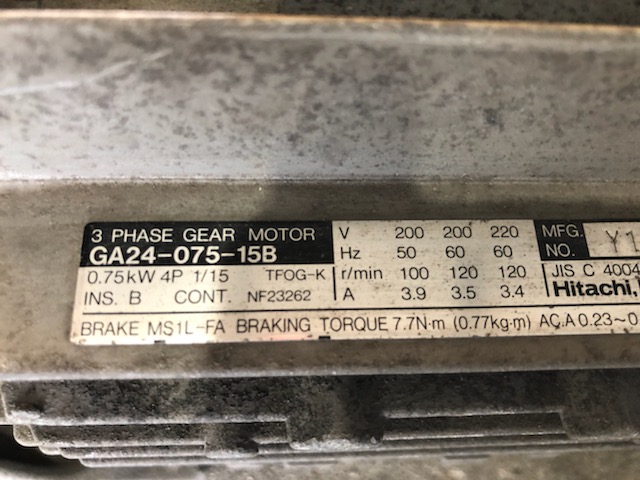 3 PHASE GEAR MOTOR
GA24-075-15B
0.75kW 4P 1/15 TFOG-K
INS. B CONT. NF23262
V 200 200 220
Hz 50 60 60
r/min 100 120 120
A 3.9 3.5 3.4
MFG. NO. Y1
JIS C 4004
Hitachi,
BRAKE MS1L-FA BRAKING TORQUE 7.7N·m (0.77kg·m) AC.A 0.23~0.